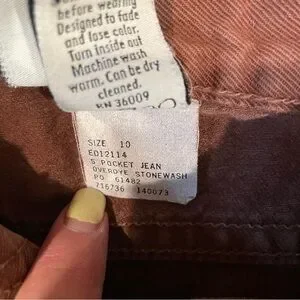 before wearing
Designed to fade
and lose color.
Turn inside out
Machine wash
warm. Can be dry
cleaned.
RN 36009
SIZE 10
ED12114
5 POCKET JEAN
OVERDYE STONEWASH
PO 61482
716736 140073